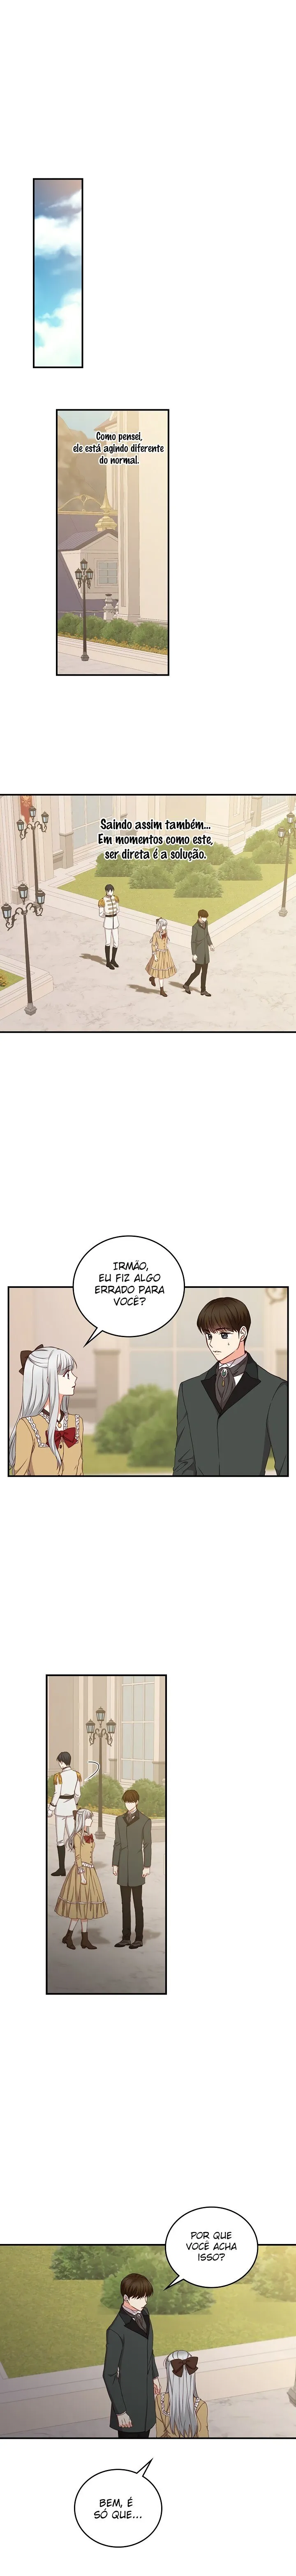 Como pensei,
ele está agindo diferente
do normal.
Saindo assim também...
Em momentos como este,
ser direta é a solução.
IRMÃO,
EU FIZ ALGO
ERRADO PARA
VOCÊ?
POR QUE
VOCÊ ACHA
ISSO?
BEM, É
SÓ QUE...